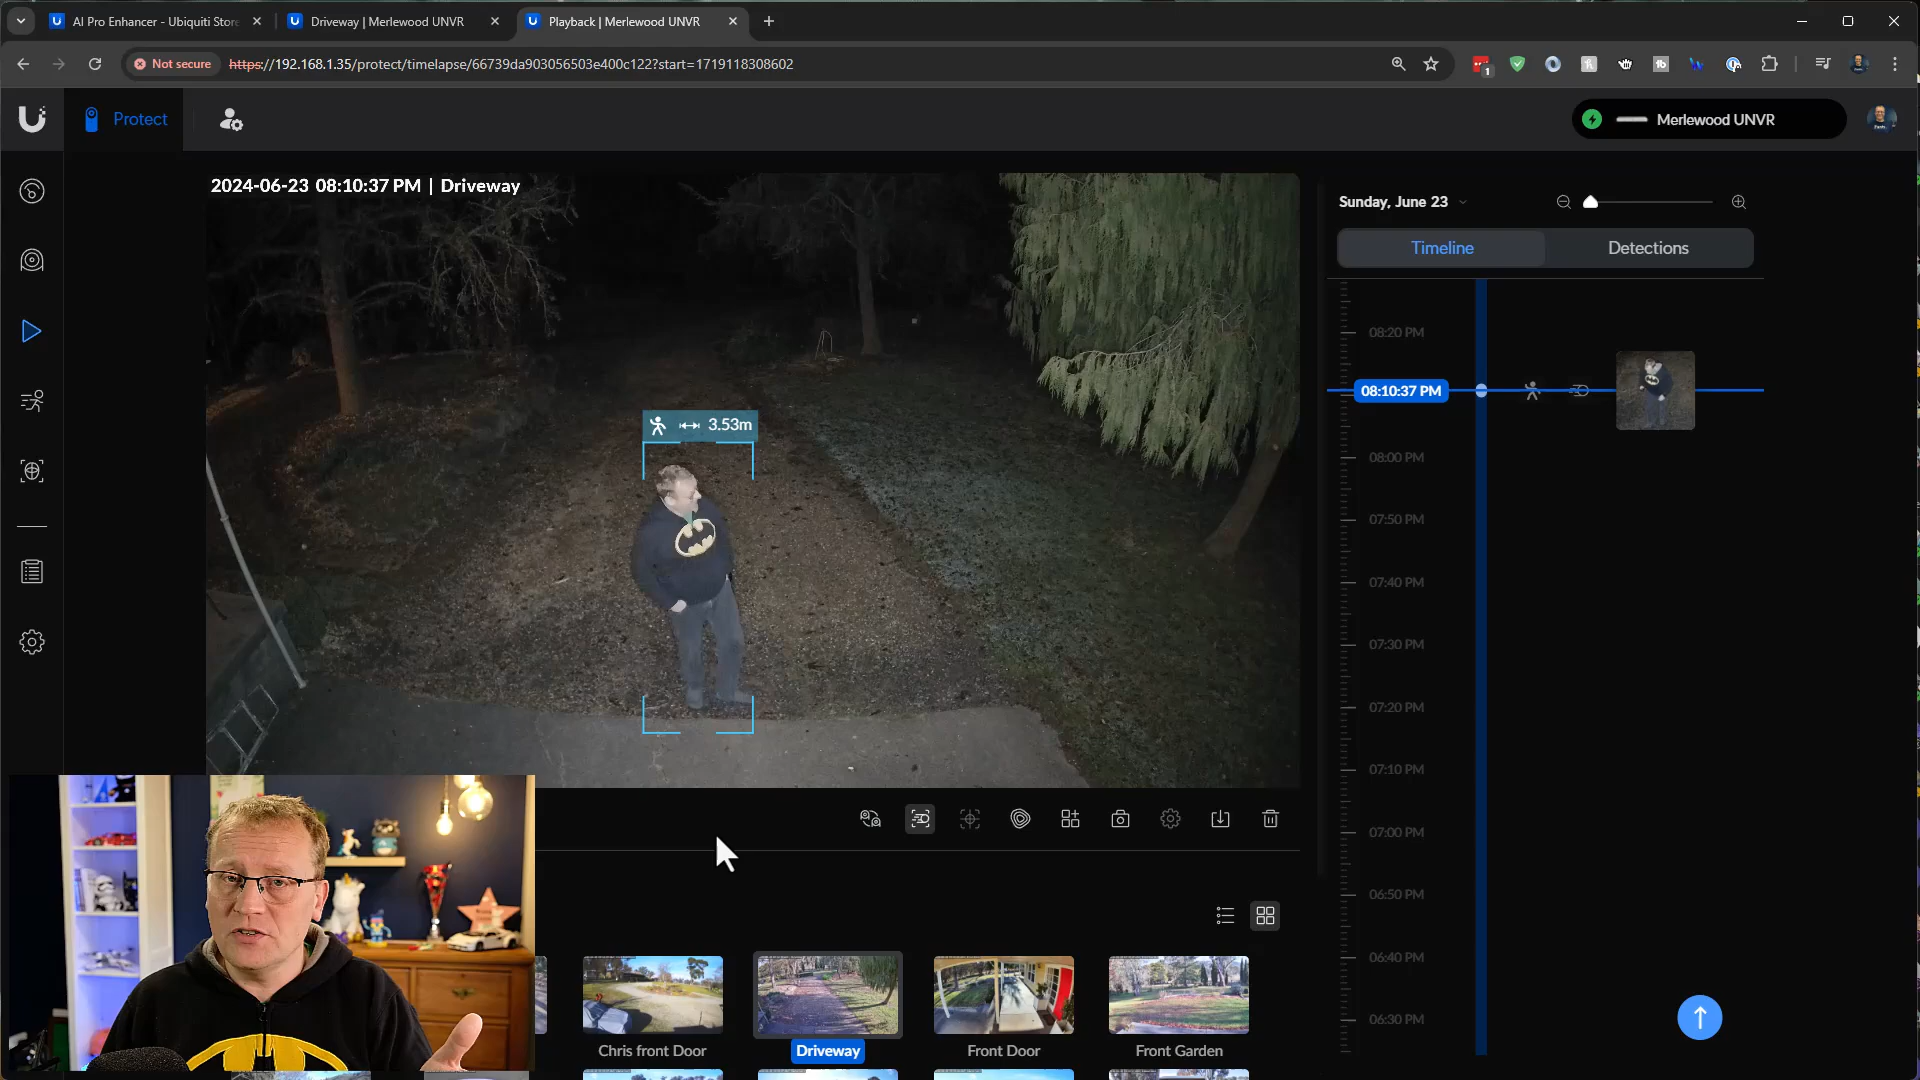 AI Pro Enhancer - Ubiquiti Store
Driveway | Merlewood UNVR
Playback | Merlewood UNVR
Not secure
https://192.168.1.35/protect/timelapse/66739da903056503e400c122?start=1719118308602
1
Protect
Merlewood UNVR
2024-06-23 08:10:37 PM | Driveway
3.53m
Sunday, June 23
Timeline
Detections
08:20 PM
08:10:37 PM
08:00 PM
07:50 PM
07:40 PM
07:30 PM
07:20 PM
07:10 PM
07:00 PM
06:50 PM
06:40 PM
06:30 PM
Chris front Door
Driveway
Front Door
Front Garden